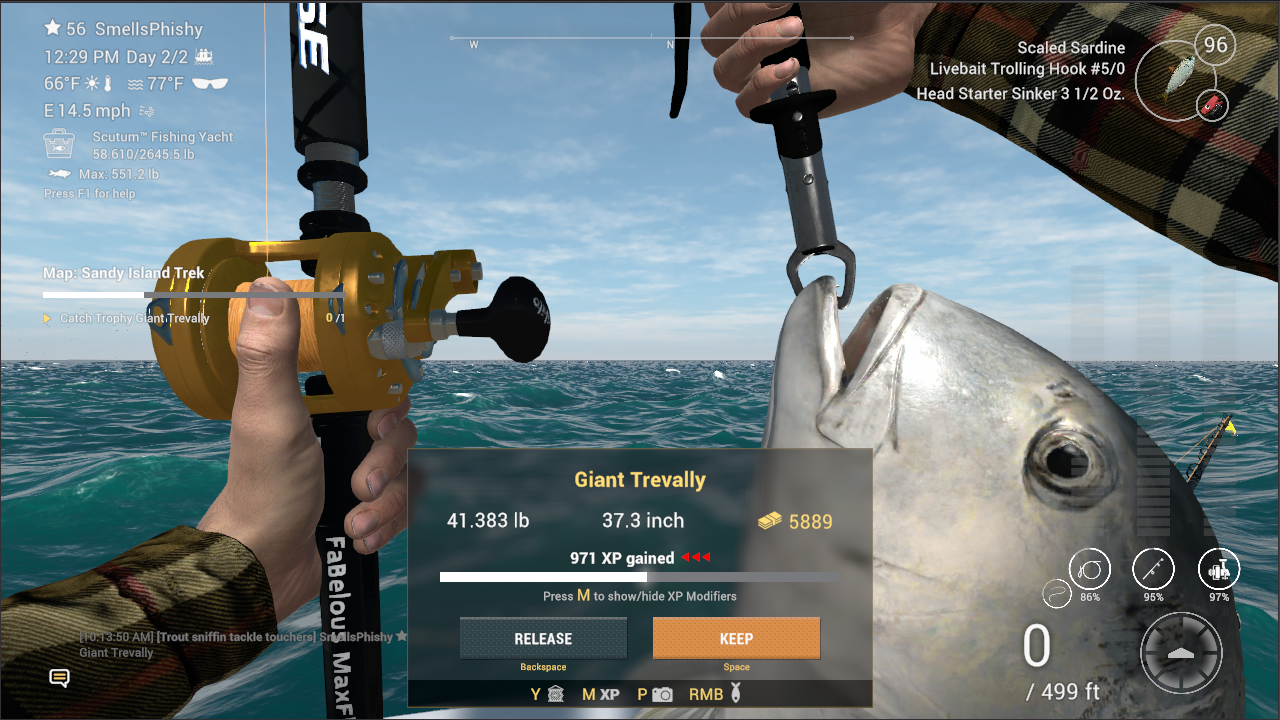 56 SmellsPhishy
12:29 PM Day 2/2
66°F 77°F
E 14.5 mph
Scutum™ Fishing Yacht
58.610/2645.5 lb
Max: 551.2 lb
Press F1 for help
Map: Sandy Island Trek
Catch Trophy Giant Trevally 0 /1
W N
Scaled Sardine
Livebait Trolling Hook #5/0
Head Starter Sinker 3 1/2 Oz.
96
Giant Trevally
41.383 lb 37.3 inch 5889
971 XP gained
Press M to show/hide XP Modifiers
RELEASE KEEP
Backspace Space
Y M XP P RMB
[10:13:50 AM] [Trout sniffin tackle touchers] SmellsPhishy
Giant Trevally
FaBelous MaxF
86% 95% 97%
0
/ 499 ft